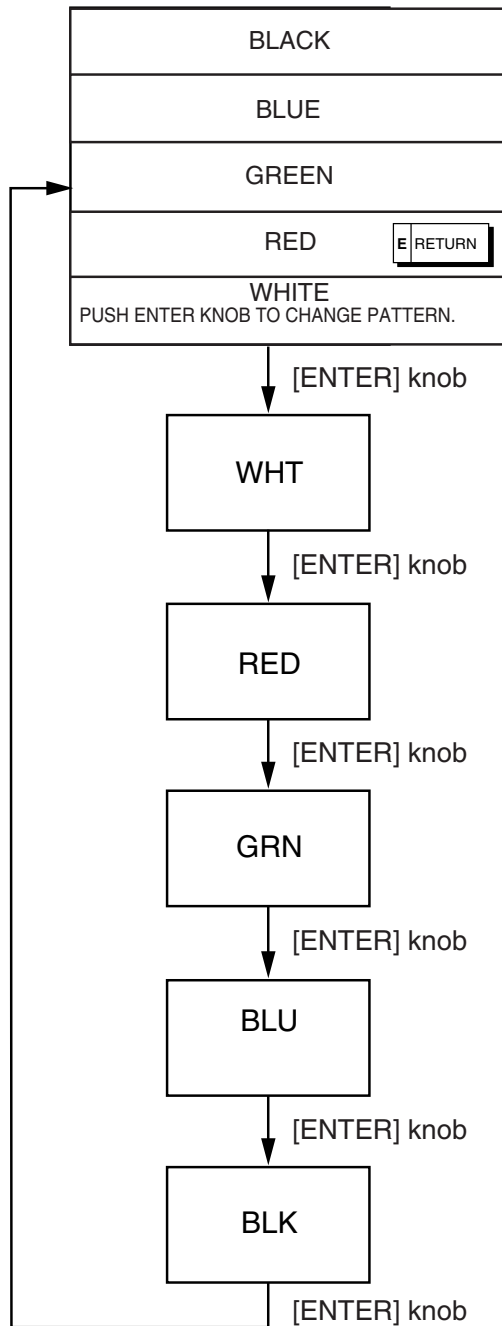 BLACK
BLUE
GREEN
RED
E RETURN
WHITE
PUSH ENTER KNOB TO CHANGE PATTERN.
[ENTER] knob
WHT
[ENTER] knob
RED
[ENTER] knob
GRN
[ENTER] knob
BLU
[ENTER] knob
BLK
[ENTER] knob